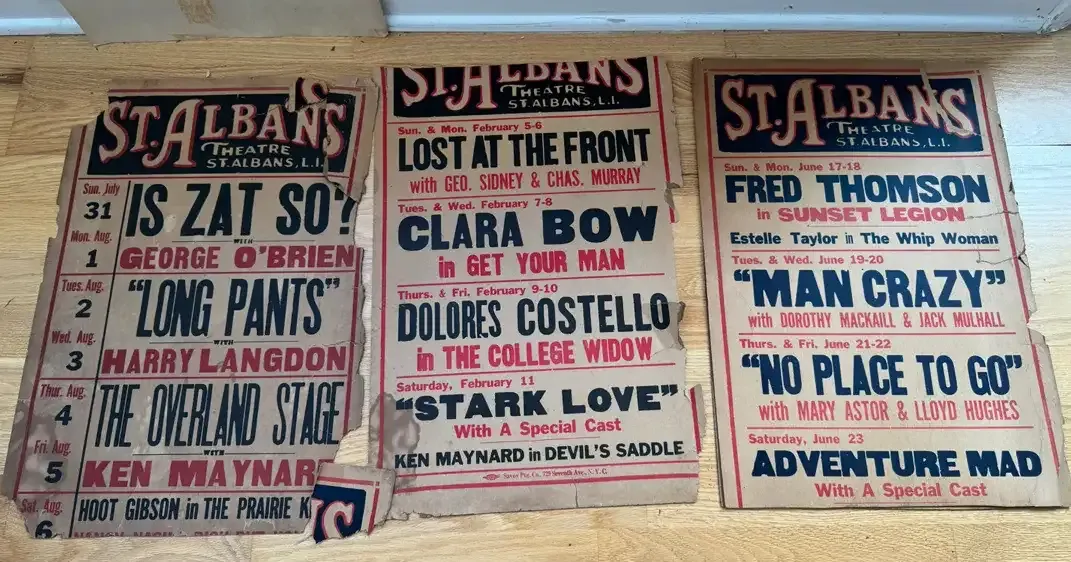 ST. ALBANS
THEATRE
ST. ALBANS, L.I.
Sun. July
31
Mon. Aug.
1
IS ZAT SO?
WITH
GEORGE O'BRIEN
Tues. Aug.
2
Wed. Aug.
3
"LONG PANTS"
WITH
HARRY LANGDON
Thur. Aug.
4
Fri. Aug.
5
THE OVERLAND STAGE
WITH
KEN MAYNAR
Sat. Aug.
6
HOOT GIBSON in THE PRAIRIE K
S
ST. ALBANS
THEATRE
ST. ALBANS, L.I.
Sun. & Mon. February 5-6
LOST AT THE FRONT
with GEO. SIDNEY & CHAS. MURRAY
Tues. & Wed. February 7-8
CLARA BOW
in GET YOUR MAN
Thurs. & Fri. February 9-10
DOLORES COSTELLO
in THE COLLEGE WIDOW
Saturday, February 11
"STARK LOVE"
With A Special Cast
KEN MAYNARD in DEVIL'S SADDLE
Ptg. Co. 729 Seventh Ave. N.Y.C.
ST. ALBANS
THEATRE
ST. ALBANS, L.I.
Sun. & Mon. June 17-18
FRED THOMSON
in SUNSET LEGION
Estelle Taylor in The Whip Woman
Tues. & Wed. June 19-20
"MAN CRAZY"
with DOROTHY MACKAILL & JACK MULHALL
Thurs. & Fri. June 21-22
"NO PLACE TO GO"
with MARY ASTOR & LLOYD HUGHES
Saturday, June 23
ADVENTURE MAD
With A Special Cast